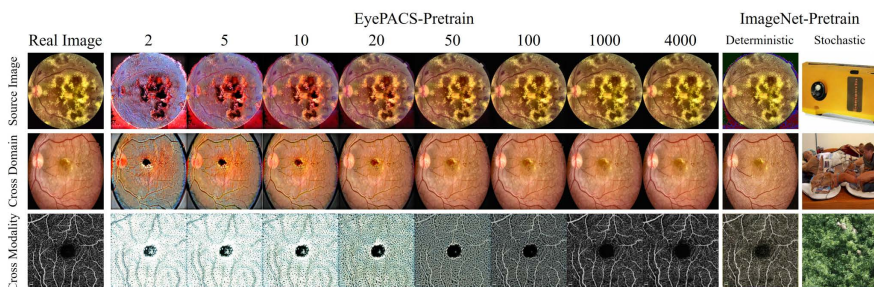 EyePACS-Pretrain
ImageNet-Pretrain
Real Image
2
5
10
20
50
100
1000
4000
Deterministic
Stochastic
Source Image
Cross Domain
Cross Modality